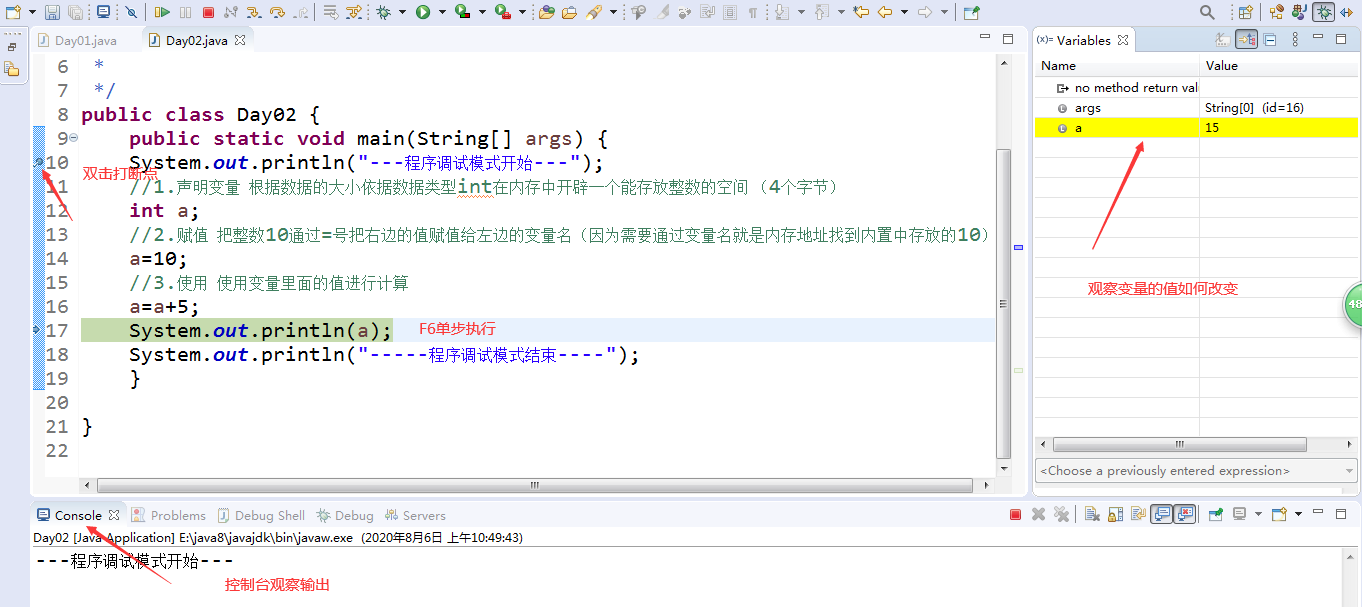 Day01.java
Day02.java
6 *
7 */
8 public class Day02 {
9 public static void main(String[] args) {
10 System.out.println("---程序调试模式开始---");
双击打断点
11 //1.声明变量 根据数据的大小依据数据类型int在内存中开辟一个能存放整数的空间 (4个字节)
12 int a;
13 //2.赋值 把整数10通过=号把右边的值赋值给左边的变量名（因为需要通过变量名就是内存地址找到内置中存放的10）
14 a=10;
15 //3.使用 使用变量里面的值进行计算
16 a=a+5;
17 System.out.println(a);
F6单步执行
18 System.out.println("-----程序调试模式结束----");
19 }
20
21 }
22
(x)= Variables
Name Value
no method return val
args String[0] (id=16)
a 15
观察变量的值如何改变
48
<Choose a previously entered expression>
Console Problems Debug Shell Debug Servers
Day02 [Java Application] E:\java8\javajdk\bin\javaw.exe (2020年8月6日 上午10:49:43)
---程序调试模式开始---
控制台观察输出